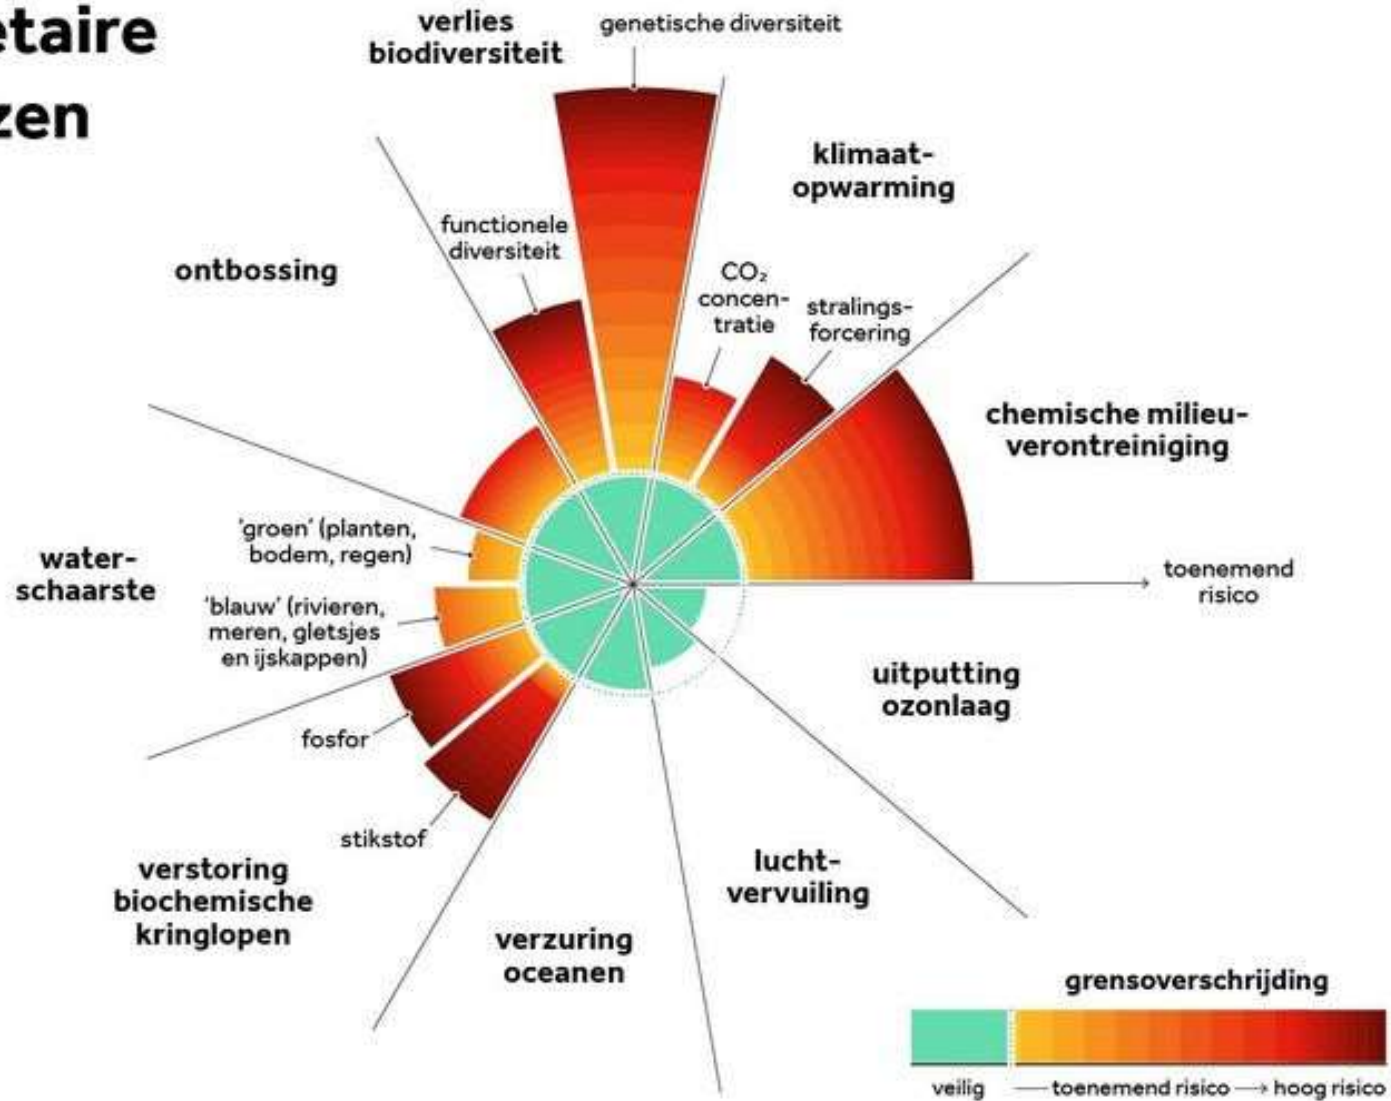 etaire
zen
verlies
biodiversiteit
genetische diversiteit
klimaat-
opwarming
functionele
diversiteit
ontbossing
CO₂
concen-
tratie
stralings-
forcering
chemische milieu-
verontreiniging
'groen' (planten,
bodem, regen)
water-
schaarste
'blauw' (rivieren,
meren, gletsjes
en ijskappen)
toenemend
risico
uitputting
ozonlaag
fosfor
stikstof
verstoring
biochemische
kringlopen
lucht-
vervuiling
verzuring
oceanen
grensoverschrijding
veilig
toenemend risico
hoog risico